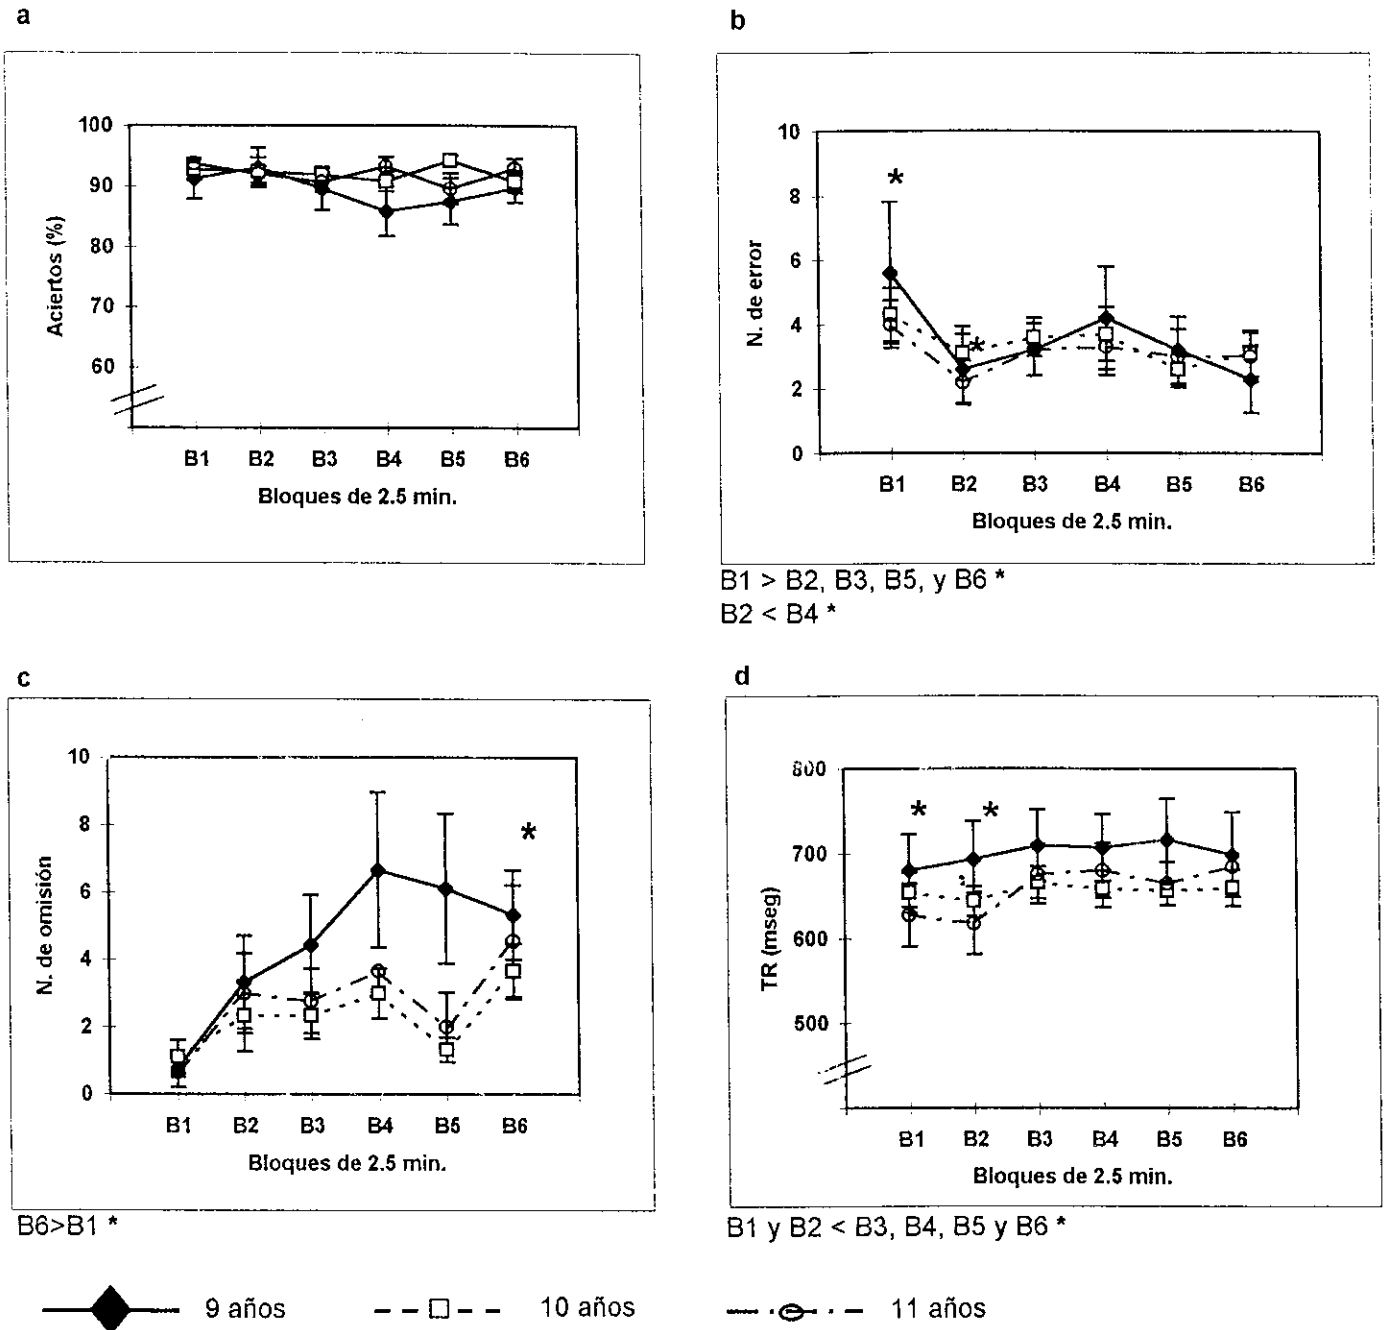 a
100
90
80
70
60
Aciertos (%)
B1 B2 B3 B4 B5 B6
Bloques de 2.5 min.
b
10
8
6
4
2
0
N. de error
*
*
B1 B2 B3 B4 B5 B6
Bloques de 2.5 min.
B1 > B2, B3, B5, y B6 *
B2 < B4 *
c
10
8
6
4
2
0
N. de omisión
*
B1 B2 B3 B4 B5 B6
Bloques de 2.5 min.
B6>B1 *
d
800
700
600
500
TR (mseg)
* *
B1 B2 B3 B4 B5 B6
Bloques de 2.5 min.
B1 y B2 < B3, B4, B5 y B6 *
9 años 10 años 11 años